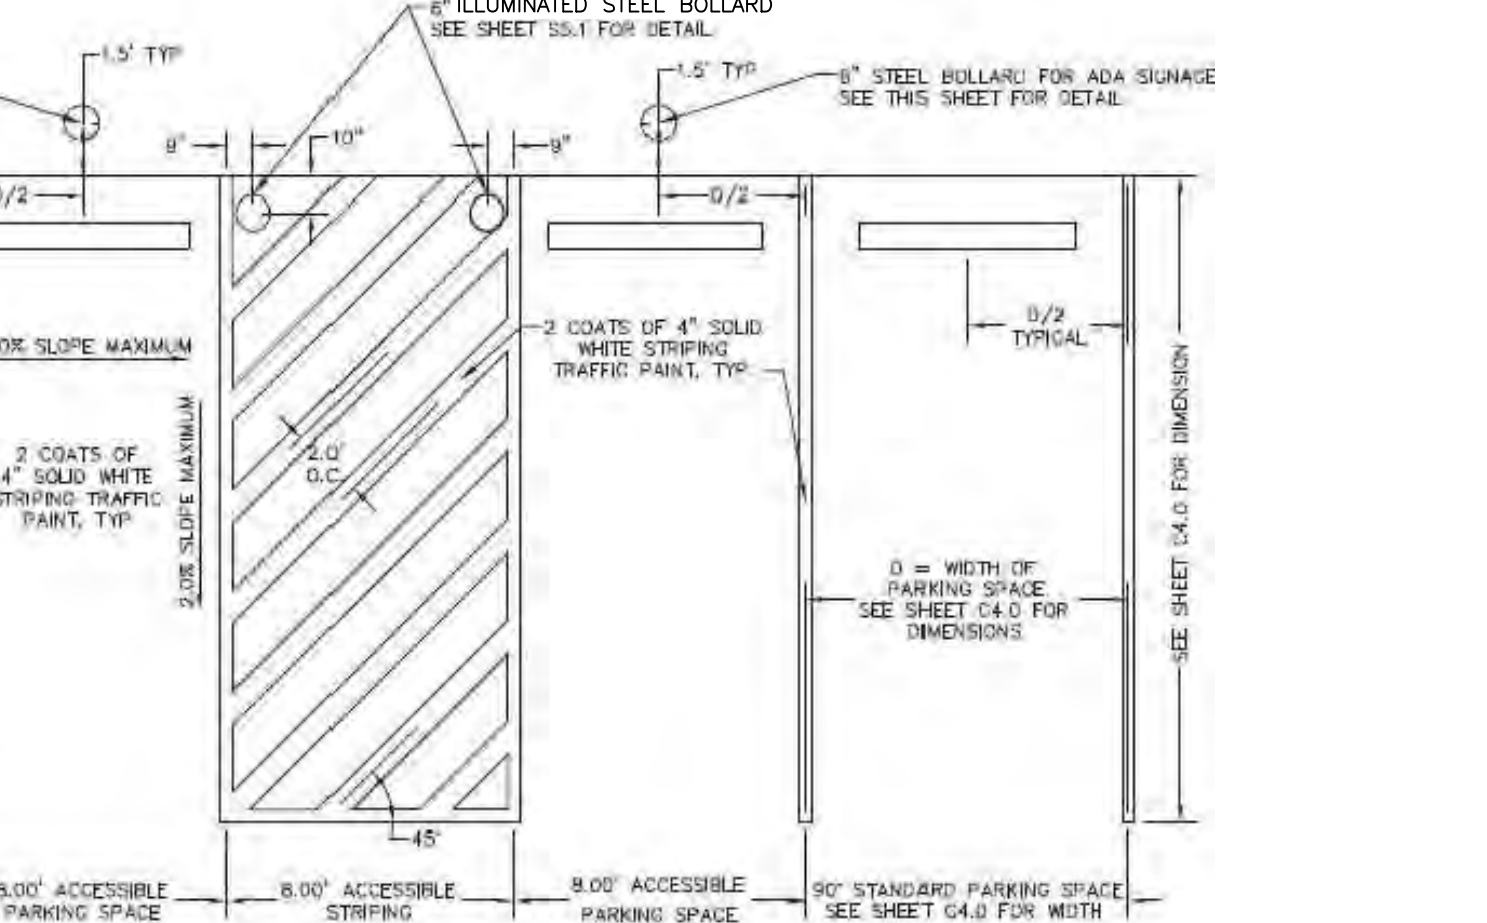 6" ILLUMINATED STEEL BOLLARD
SEE SHEET S5.1 FOR DETAIL
1.5' TYP
1.5' TYP
6" STEEL BOLLARD FOR ADA SIGNAGE
SEE THIS SHEET FOR DETAIL
9"
10"
9"
D/2
D/2
D/2
TYPICAL
2 COATS OF 4" SOLID
WHITE STRIPING
TRAFFIC PAINT, TYP
0% SLOPE MAXIMUM
2.0% SLOPE MAXIMUM
2 COATS OF
4" SOLID WHITE
STRIPING TRAFFIC
PAINT, TYP
2.0'
O.C.
SEE SHEET C4.0 FOR DIMENSION
D = WIDTH OF
PARKING SPACE
SEE SHEET C4.0 FOR
DIMENSIONS
45°
8.00' ACCESSIBLE
PARKING SPACE
8.00' ACCESSIBLE
STRIPING
8.00' ACCESSIBLE
PARKING SPACE
90° STANDARD PARKING SPACE
SEE SHEET C4.0 FOR WIDTH